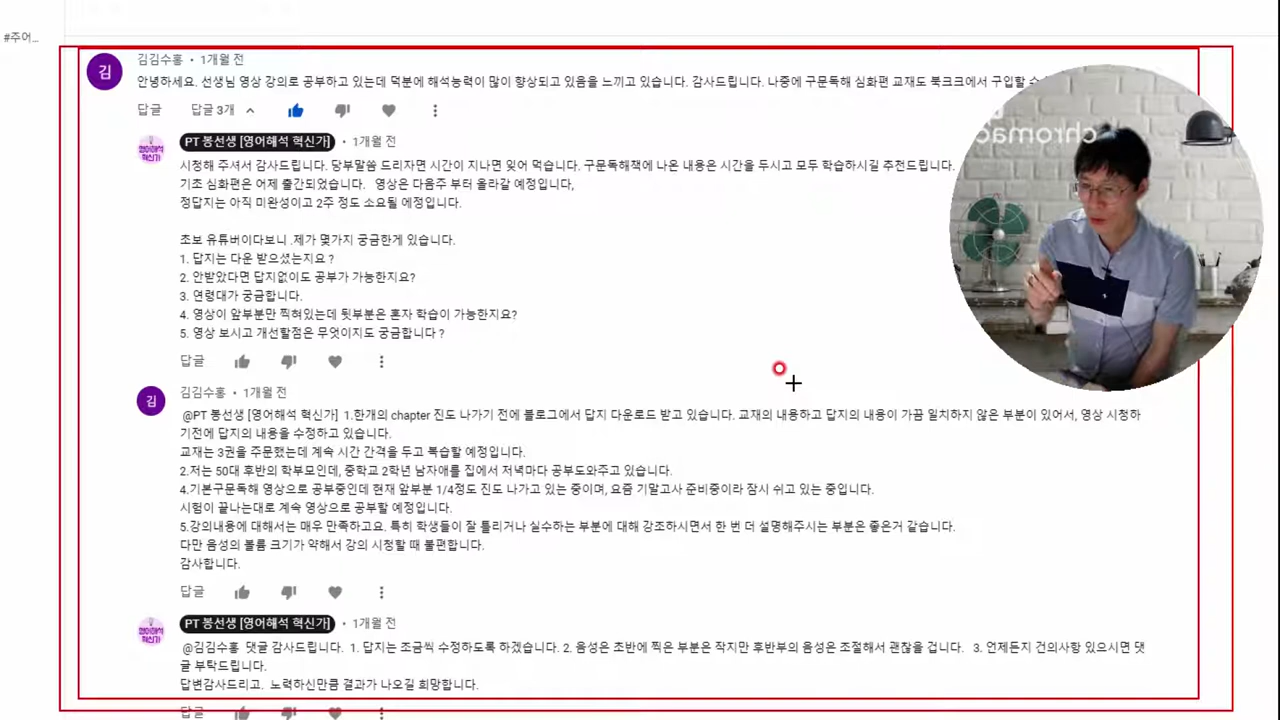 #주어...
김
김김수홍 • 1개월 전
안녕하세요. 선생님 영상 강의로 공부하고 있는데 덕분에 해석능력이 많이 향상되고 있음을 느끼고 있습니다. 감사드립니다. 나중에 구문독해 심화편 교재도 북크크에서 구입할
답글 답글 3개
chromac
영어해석 혁신가
PT 봉선생 [영어해석 혁신가] • 1개월 전
시청해 주셔서 감사드립니다. 당부말씀 드리자면 시간이 지나면 잊어 먹습니다. 구문독해책에 나온 내용은 시간을 두시고 모두 학습하시길 추천드립니다.
기초 심화편은 어제 출간되었습니다. 영상은 다음주 부터 올라갈 예정입니다,
정답지는 아직 미완성이고 2주 정도 소요될 에정입니다.
초보 유튜버이다보니 .제가 몇가지 궁금한게 있습니다.
1. 답지는 다운 받으셨는지요 ?
2. 안받았다면 답지없이도 공부가 가능한지요?
3. 연령대가 궁금합니다.
4. 영상이 앞부분만 찍혀있는데 뒷부분은 혼자 학습이 가능한지요?
5. 영상 보시고 개선할점은 무엇이지도 궁금합니다 ?
답글
김
김김수홍 • 1개월 전
@PT 봉선생 [영어해석 혁신가] 1.한개의 chapter 진도 나가기 전에 블로그에서 답지 다운로드 받고 있습니다. 교재의 내용하고 답지의 내용이 가끔 일치하지 않은 부분이 있어서, 영상 시청하
기전에 답지의 내용을 수정하고 있습니다.
교재는 3권을 주문했는데 계속 시간 간격을 두고 복습할 예정입니다.
2.저는 50대 후반의 학부모인데, 중학교 2학년 남자애를 집에서 저녁마다 공부도와주고 있습니다.
4.기본구문독해 영상으로 공부중인데 현재 앞부분 1/4정도 진도 나가고 있는 중이며, 요즘 기말고사 준비중이라 잠시 쉬고 있는 중입니다.
시험이 끝나는대로 계속 영상으로 공부할 예정입니다.
5.강의내용에 대해서는 매우 만족하고요. 특히 학생들이 잘 틀리거나 실수하는 부분에 대해 강조하시면서 한 번 더 설명해주시는 부분은 좋은거 같습니다.
다만 음성의 볼륨 크기가 약해서 강의 시청할 때 불편합니다.
감사합니다.
답글
영어해석 혁신가
PT 봉선생 [영어해석 혁신가] • 1개월 전
@김김수홍 댓글 감사드립니다. 1. 답지는 조금씩 수정하도록 하겠습니다. 2. 음성은 초반에 찍은 부분은 작지만 후반부의 음성은 조절해서 괜찮을 겁니다. 3. 언제든지 건의사항 있으시면 댓
글 부탁드립니다.
답변감사드리고, 노력하신만큼 결과가 나오길 희망합니다.
답글